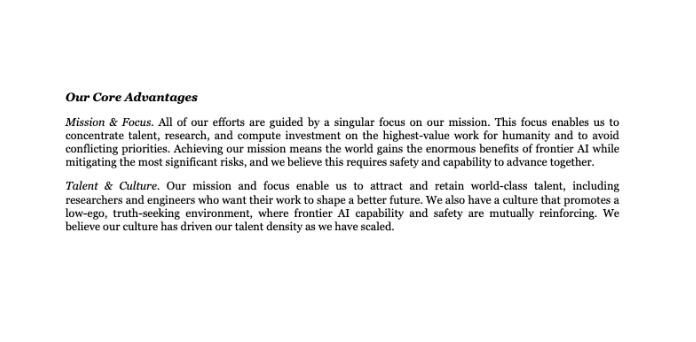 Our Core Advantages
Mission & Focus. All of our efforts are guided by a singular focus on our mission. This focus enables us to
concentrate talent, research, and compute investment on the highest-value work for humanity and to avoid
conflicting priorities. Achieving our mission means the world gains the enormous benefits of frontier AI while
mitigating the most significant risks, and we believe this requires safety and capability to advance together.
Talent & Culture. Our mission and focus enable us to attract and retain world-class talent, including
researchers and engineers who want their work to shape a better future. We also have a culture that promotes a
low-ego, truth-seeking environment, where frontier AI capability and safety are mutually reinforcing. We
believe our culture has driven our talent density as we have scaled.